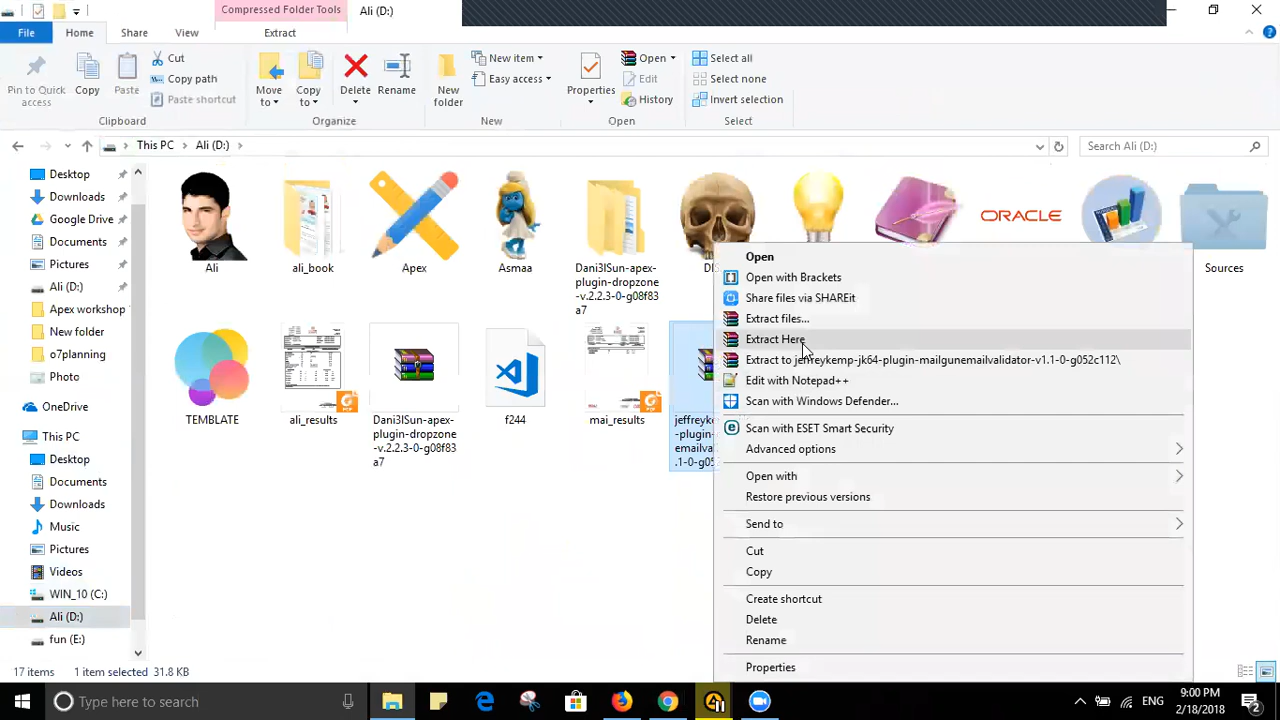 Compressed Folder Tools
Ali (D:)
File
Home
Share
View
Extract
Pin to Quick
access
Copy
Paste
Cut
Copy path
Paste shortcut
Clipboard
Move
to
Copy
to
Delete
Rename
Organize
New
folder
New item
Easy access
New
Properties
Open
Edit
History
Open
Select all
Select none
Invert selection
Select
This PC
Ali (D:)
Search Ali (D:)
Desktop
Downloads
Google Drive
Documents
Pictures
Ali (D:)
Apex workshop
New folder
o7planning
Photo
OneDrive
This PC
Desktop
Documents
Downloads
Music
Pictures
Videos
WIN_10 (C:)
Ali (D:)
fun (E:)
ORACLE
Ali
ali_book
Apex
Asmaa
Dani3lSun-apex-
plugin-dropzone
-v.2.2.3-0-g08f83
a7
Sources
TEMPLATE
ali_results
Dani3lSun-apex-
plugin-dropzone
-v.2.2.3-0-g08f83
a7
f244
mai_results
Open
Open with Brackets
Share files via SHAREit
Extract files...
Extract Here
Extract to jeffreykemp-jk64-plugin-mailgunemailvalidator-v1.1-0-g052c112\
Edit with Notepad++
Scan with Windows Defender...
Scan with ESET Smart Security
Advanced options
Open with
Restore previous versions
Send to
Cut
Copy
Create shortcut
Delete
Rename
Properties
17 items
1 item selected 31.8 KB
Type here to search
ENG
9:00 PM
2/18/2018
2